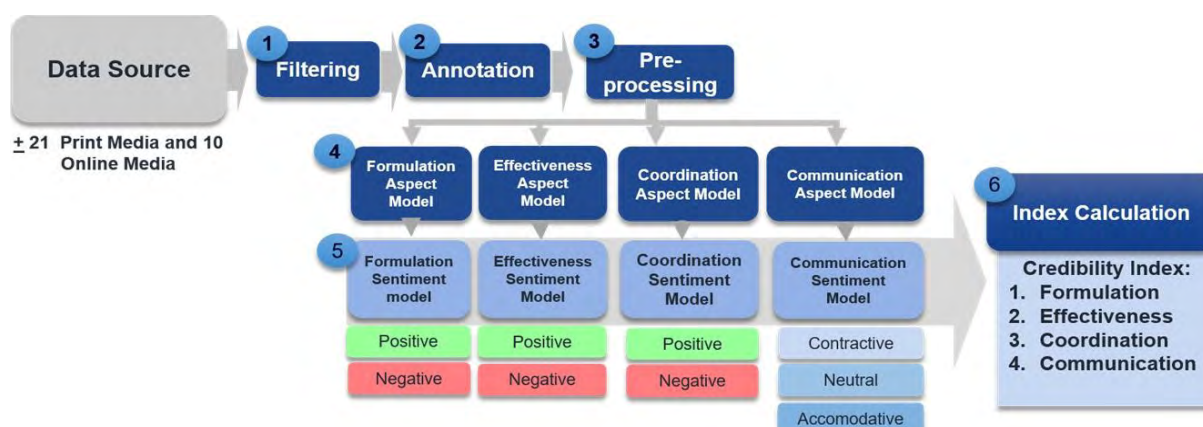 Data Source
± 21 Print Media and 10
Online Media
1
Filtering
2
Annotation
3
Pre-
processing
4
Formulation
Aspect
Model
Effeectiveness
Aspect
Model
Coordination
Aspect Model
Communication
Aspect Model
5
Formulation
Sentiment
model
Effectiveness
Sentiment
Model
Coordination
Sentiment
Model
Communication
Sentiment
Model
Positive
Negative
Positive
Negative
Positive
Negative
Contractive
Neutral
Accomodative
6
Index Calculation
Credibility Index:
1. Formulation
2. Effectiveness
3. Coordination
4. Communication